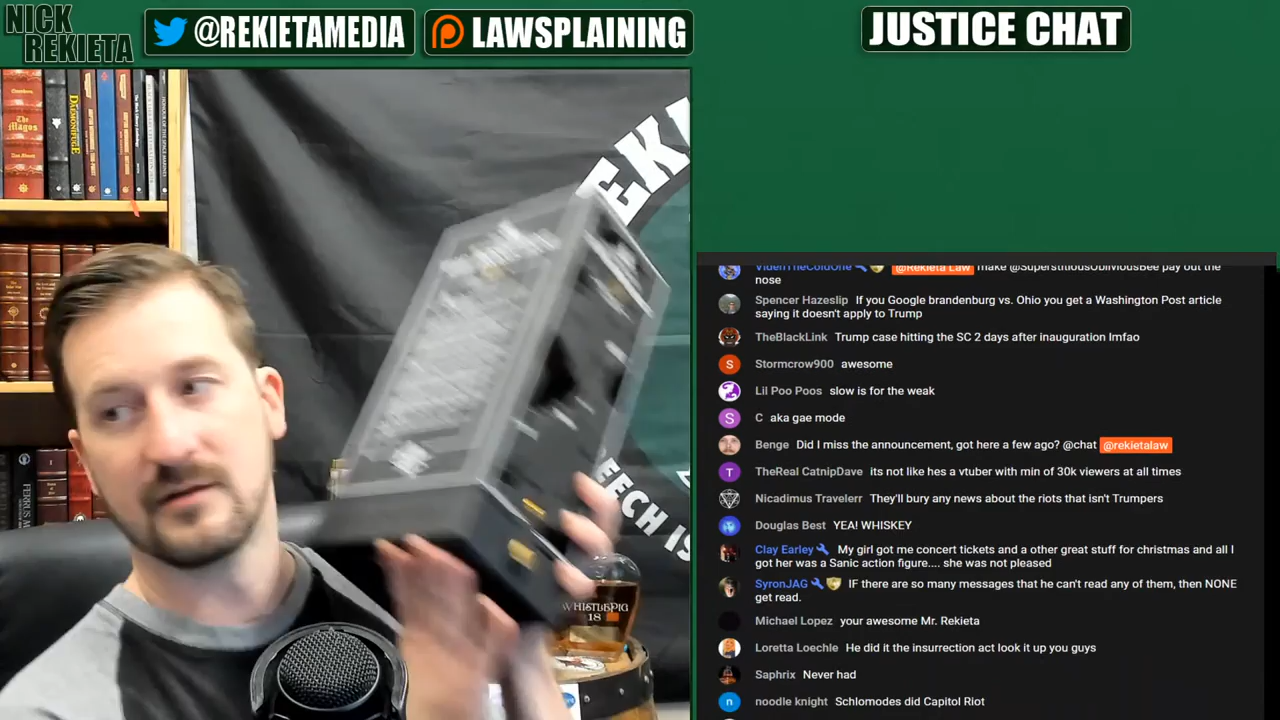 NICK
REKIETA
@REKIETAMEDIA
LAWSPLAINING
JUSTICE CHAT
The
Magos
DAEMONIFUGE
EECH IS
WHISTLEPIG
18
VidenTheColdOne @Rekieta Law make @SuperstitiousObliviousBee pay out the
nose
Spencer Hazeslip If you Google brandenburg vs. Ohio you get a Washington Post article
saying it doesn't apply to Trump
TheBlackLink Trump case hitting the SC 2 days after inauguration lmfao
S Stormcrow900 awesome
Lil Poo Poos slow is for the weak
C aka gae mode
Benge Did I miss the announcement, got here a few ago? @chat @rekietalaw
T TheReal CatnipDave its not like hes a vtuber with min of 30k viewers at all times
Nicadimus Travelerr They'll bury any news about the riots that isn't Trumpers
Douglas Best YEA! WHISKEY
Clay Earley My girl got me concert tickets and a other great stuff for christmas and all I
got her was a Sanic action figure.... she was not pleased
SyronJAG IF there are so many messages that he can't read any of them, then NONE
get read.
Michael Lopez your awesome Mr. Rekieta
Loretta Loechle He did it the insurrection act look it up you guys
Saphrix Never had
n noodle knight Schlomodes did Capitol Riot